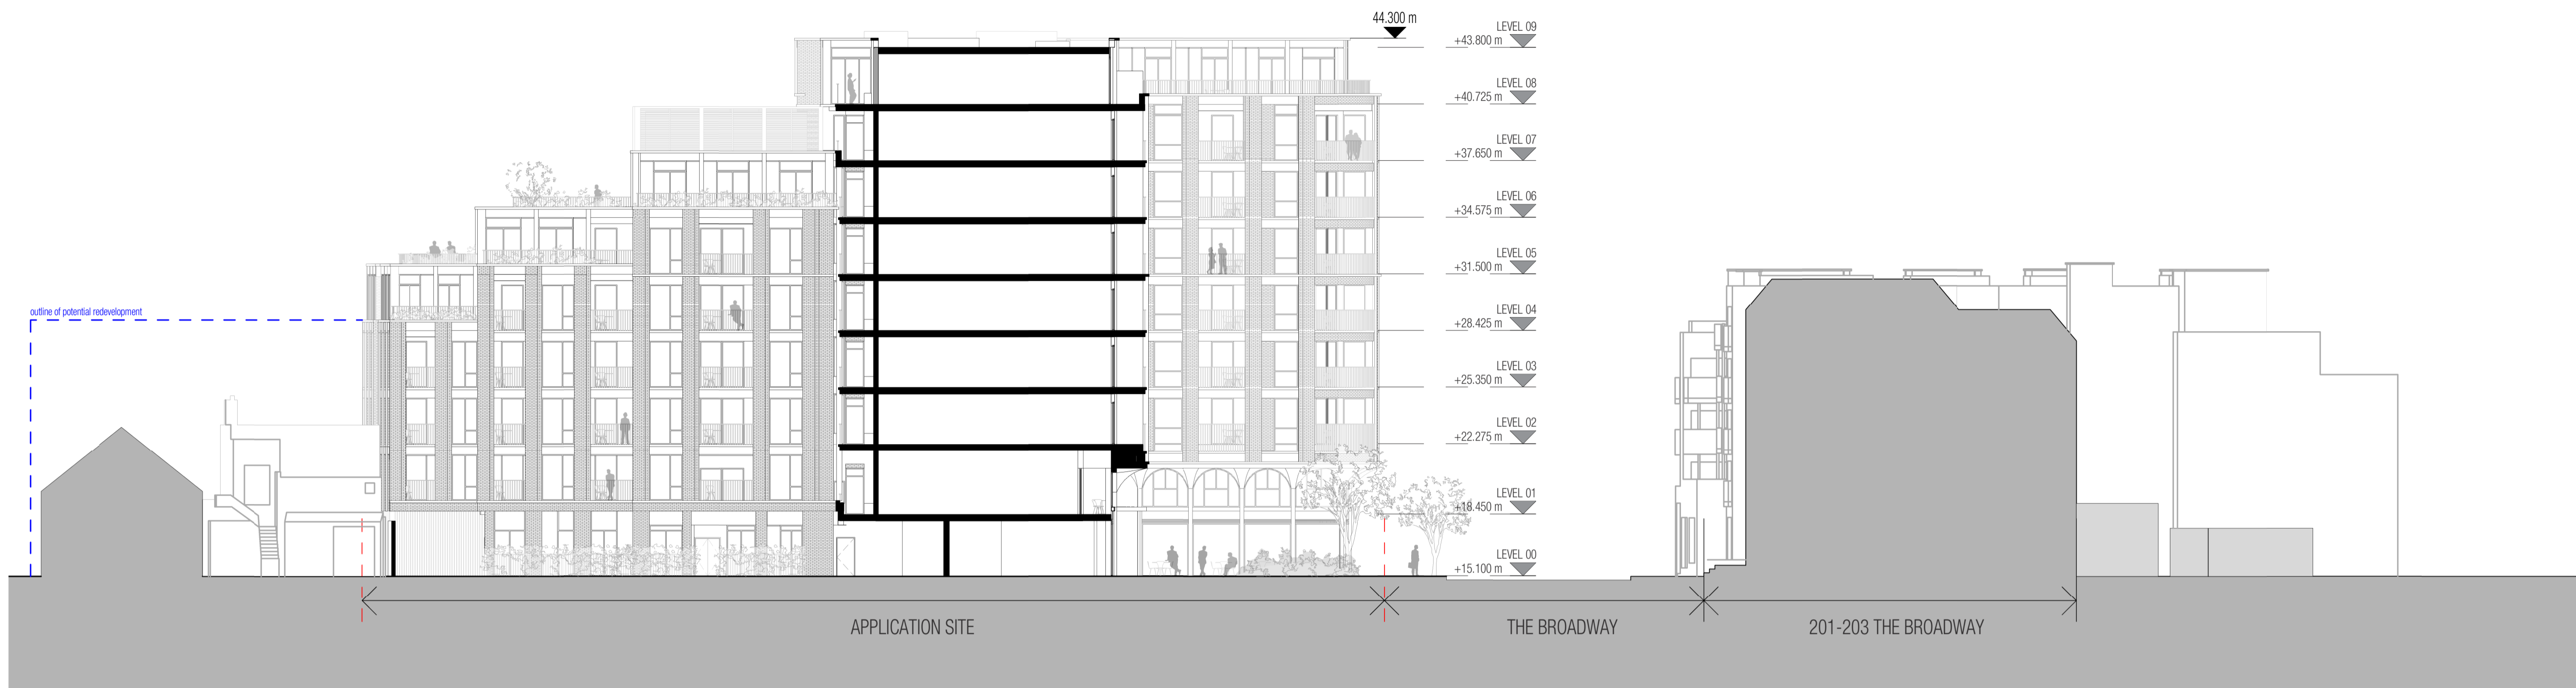 44.300 m
LEVEL 09
+43.800 m
LEVEL 08
+40.725 m
LEVEL 07
+37.650 m
LEVEL 06
+34.575 m
LEVEL 05
+31.500 m
LEVEL 04
+28.425 m
LEVEL 03
+25.350 m
LEVEL 02
+22.275 m
LEVEL 01
+18.450 m
LEVEL 00
+15.100 m
outline of potential redevelopment
APPLICATION SITE
THE BROADWAY
201-203 THE BROADWAY